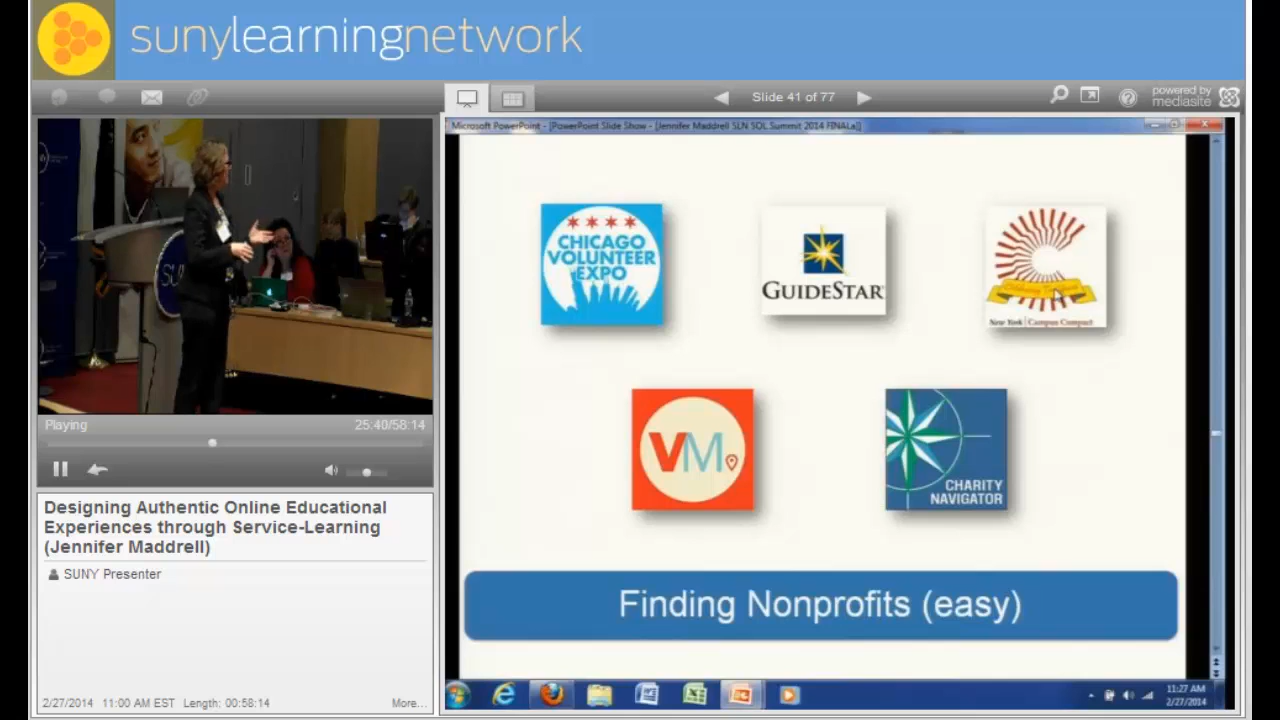 sunylearningnetwork
Slide 41 of 77
powered by
mediasite
Microsoft PowerPoint - [PowerPoint Slide Show - [Jennifer Maddrell SLN SOL Summit 2014 FINALa]]
SUNY
CHICAGO
VOLUNTEER
EXPO
GUIDESTAR
New York | Campus Compact
VM
CHARITY
NAVIGATOR
Finding Nonprofits (easy)
Playing
25:40/58:14
Designing Authentic Online Educational
Experiences through Service-Learning
(Jennifer Maddrell)
SUNY Presenter
2/27/2014 11:00 AM EST Length: 00:58:14
More...
11:27 AM
2/27/2014